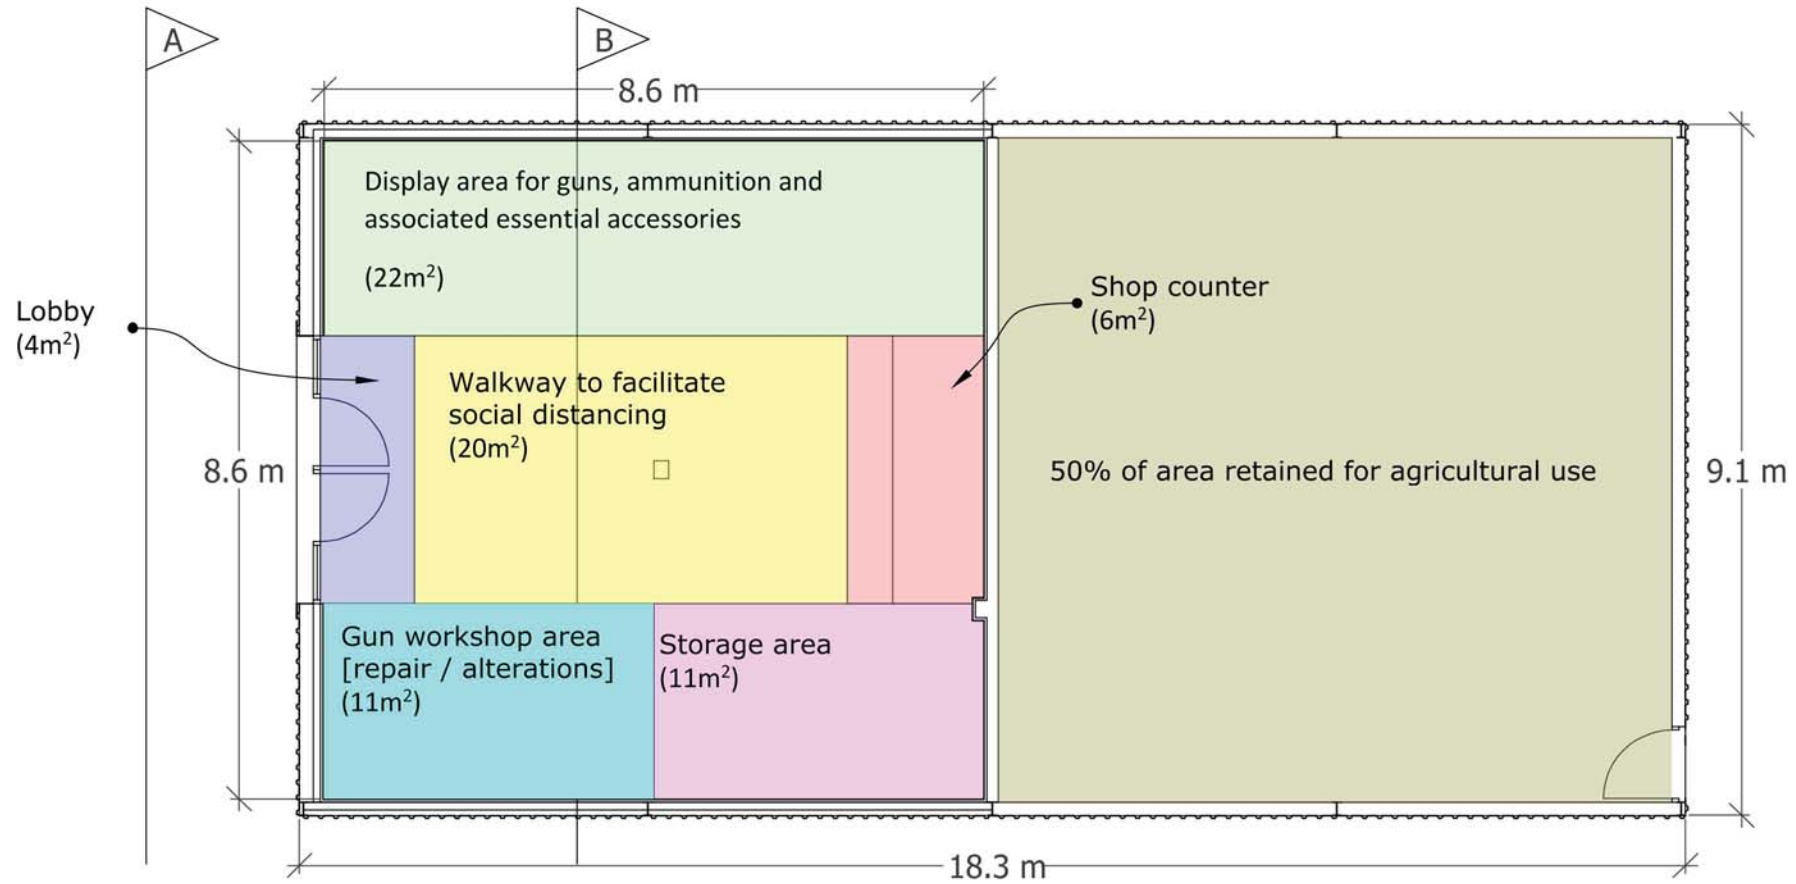 A
B
8.6 m
Display area for guns, ammunition and
associated essential accessories
(22m²)
Lobby
(4m²)
Shop counter
(6m²)
Walkway to facilitate
social distancing
(20m²)
8.6 m
50% of area retained for agricultural use
9.1 m
Gun workshop area
[repair / alterations]
(11m²)
Storage area
(11m²)
18.3 m